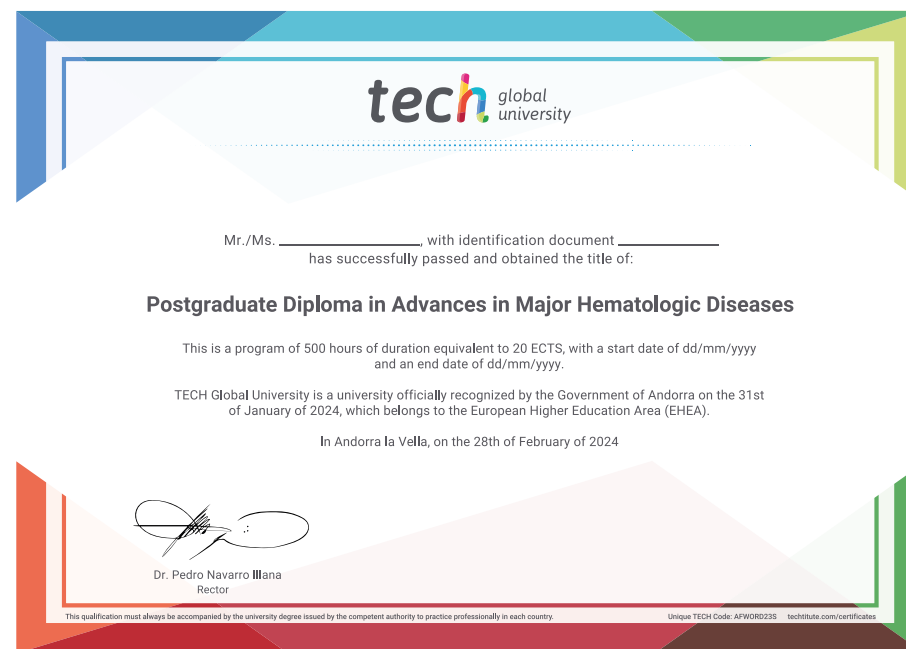 tech global university
Mr./Ms. ____________, with identification document ____________
has successfully passed and obtained the title of:
Postgraduate Diploma in Advances in Major Hematologic Diseases
This is a program of 500 hours of duration equivalent to 20 ECTS, with a start date of dd/mm/yyyy
and an end date of dd/mm/yyyy.
TECH Global University is a university officially recognized by the Government of Andorra on the 31st
of January of 2024, which belongs to the European Higher Education Area (EHEA).
In Andorra la Vella, on the 28th of February of 2024
Dr. Pedro Navarro Illana
Rector
This qualification must always be accompanied by the university degree issued by the competent authority to practice professionally in each country.
Unique TECH Code: AFWORD23S techtitute.com/certificates